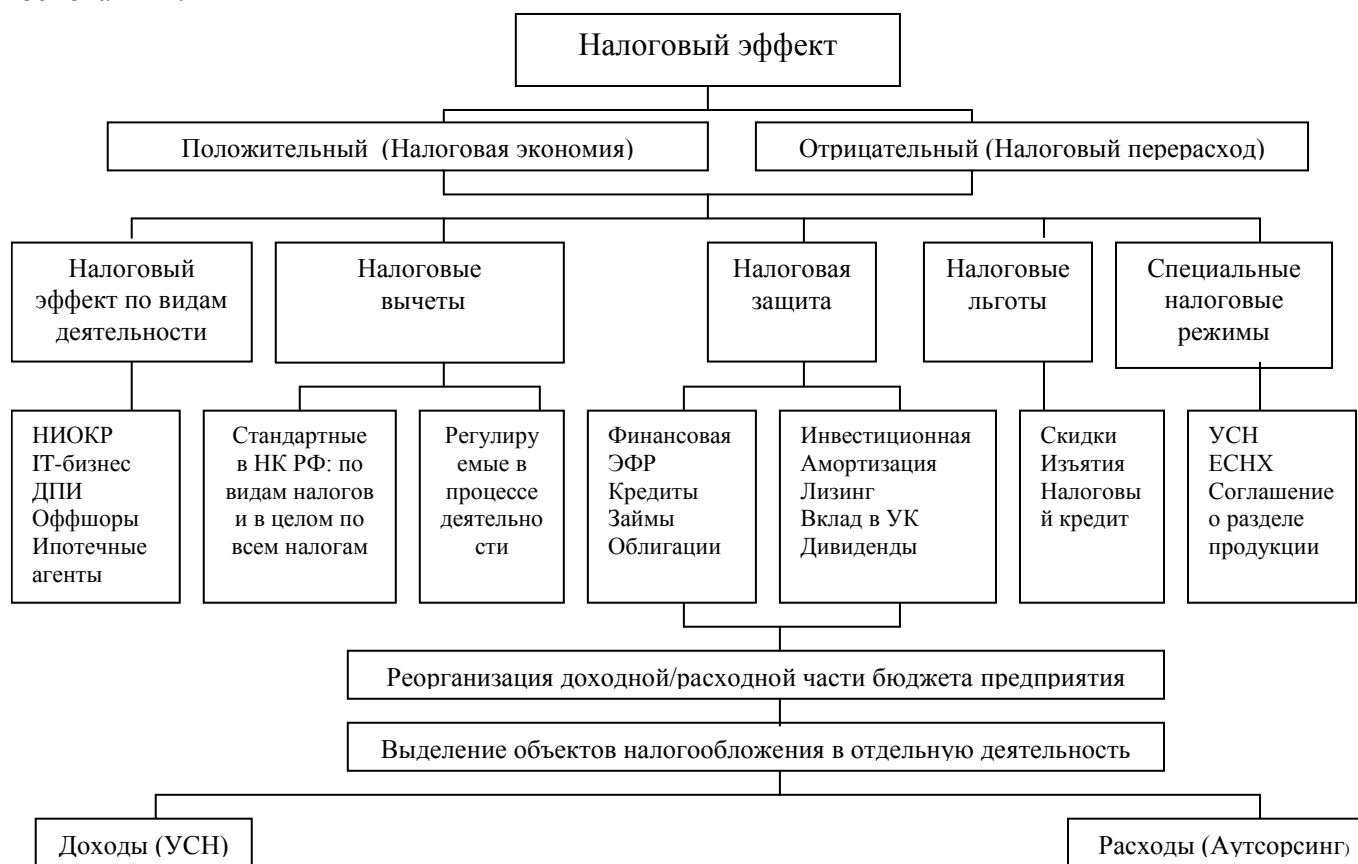 Налоговый эффект
Положительный (Налоговая экономия)
Отрицательный (Налоговый перерасход)
Налоговый
эффект по видам
деятельности
Налоговые
вычеты
Налоговая
защита
Налоговые
льготы
Специальные
налоговые
режимы
НИОКР
IT-бизнес
ДПИ
Оффшоры
Ипотечные
агенты
Стандартные
в НК РФ: по
видам налогов
и в целом по
всем налогам
Регулиру
емые в
процессе
деятельно
сти
Финансовая
ЭФР
Кредиты
Займы
Облигации
Инвестиционная
Амортизация
Лизинг
Вклад в УК
Дивиденды
Скидки
Изъятия
Налоговы
й кредит
УСН
ЕСНХ
Соглашение
о разделе
продукции
Реорганизация доходной/расходной части бюджета предприятия
Выделение объектов налогообложения в отдельную деятельность
Доходы (УСН)
Расходы (Аутсорсинг)